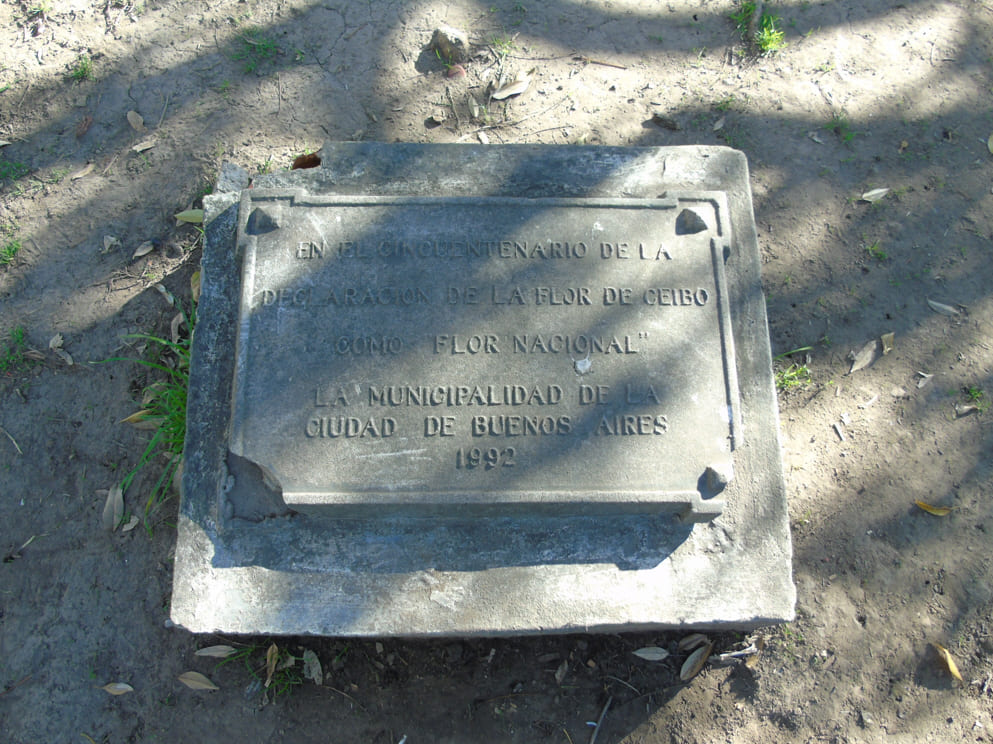 EN EL CINCUENTENARIO DE LA
DECLARACION DE LA FLOR DE CEIBO
COMO FLOR NACIONAL"
LA MUNICIPALIDAD DE LA
CIUDAD DE BUENOS AIRES
1992